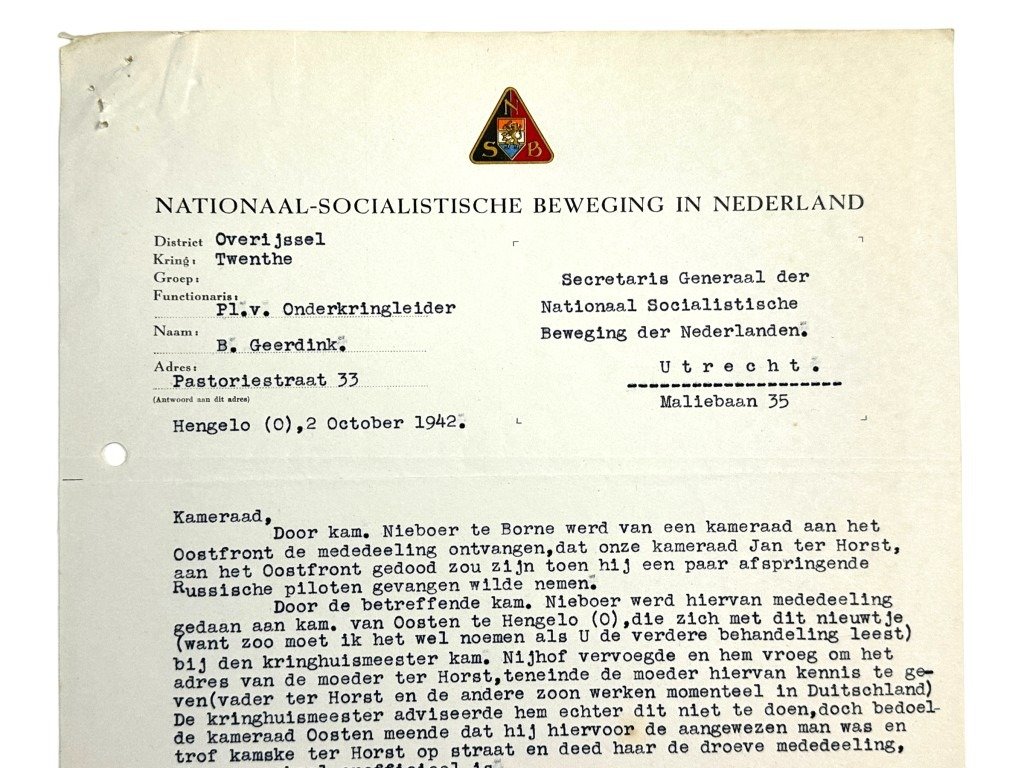 N
S B
NATIONAAL-SOCIALISTISCHE BEWEGING IN NEDERLAND
District Overijssel
Kring: Twenthe
Groep:
Functionaris:
Pl.v. Onderkringleider
Naam:
B. Geerdink.
Adres:
Pastoriestraat 33
(Antwoord aan dit adres)
Hengelo (O),2 October 1942.
Secretaris Generaal der
Nationaal Socialistische
Beweging der Nederlanden.
Utrecht.
Maliebaan 35
Kameraad,
Door kam. Nieboer te Borne werd van een kameraad aan het
Oostfront de mededeeling ontvangen,dat onze kameraad Jan ter Horst,
aan het Oostfront gedood zou zijn toen hij een paar afspringende
Russische piloten gevangen wilde nemen.
Door de betreffende kam. Nieboer werd hiervan mededeeling
gedaan aan kam. van Oosten te Hengelo (O),die zich met dit nieuwtje
(want zoo moet ik het wel noemen als U de verdere behandeling leest)
bij den kringhuismeester kam. Nijhof vervoegde en hem vroeg om het
adres van de moeder ter Horst,teneinde de moeder hiervan kennis te ge-
ven(vader ter Horst en de andere zoon werken momenteel in Duitschland)
De kringhuismeester adviseerde hem echter dit niet te doen,doch bedoel-
de kameraad Oosten meende dat hij hiervoor de aangewezen man was en
trof kamske ter Horst op straat en deed haar de droeve mededeeling,